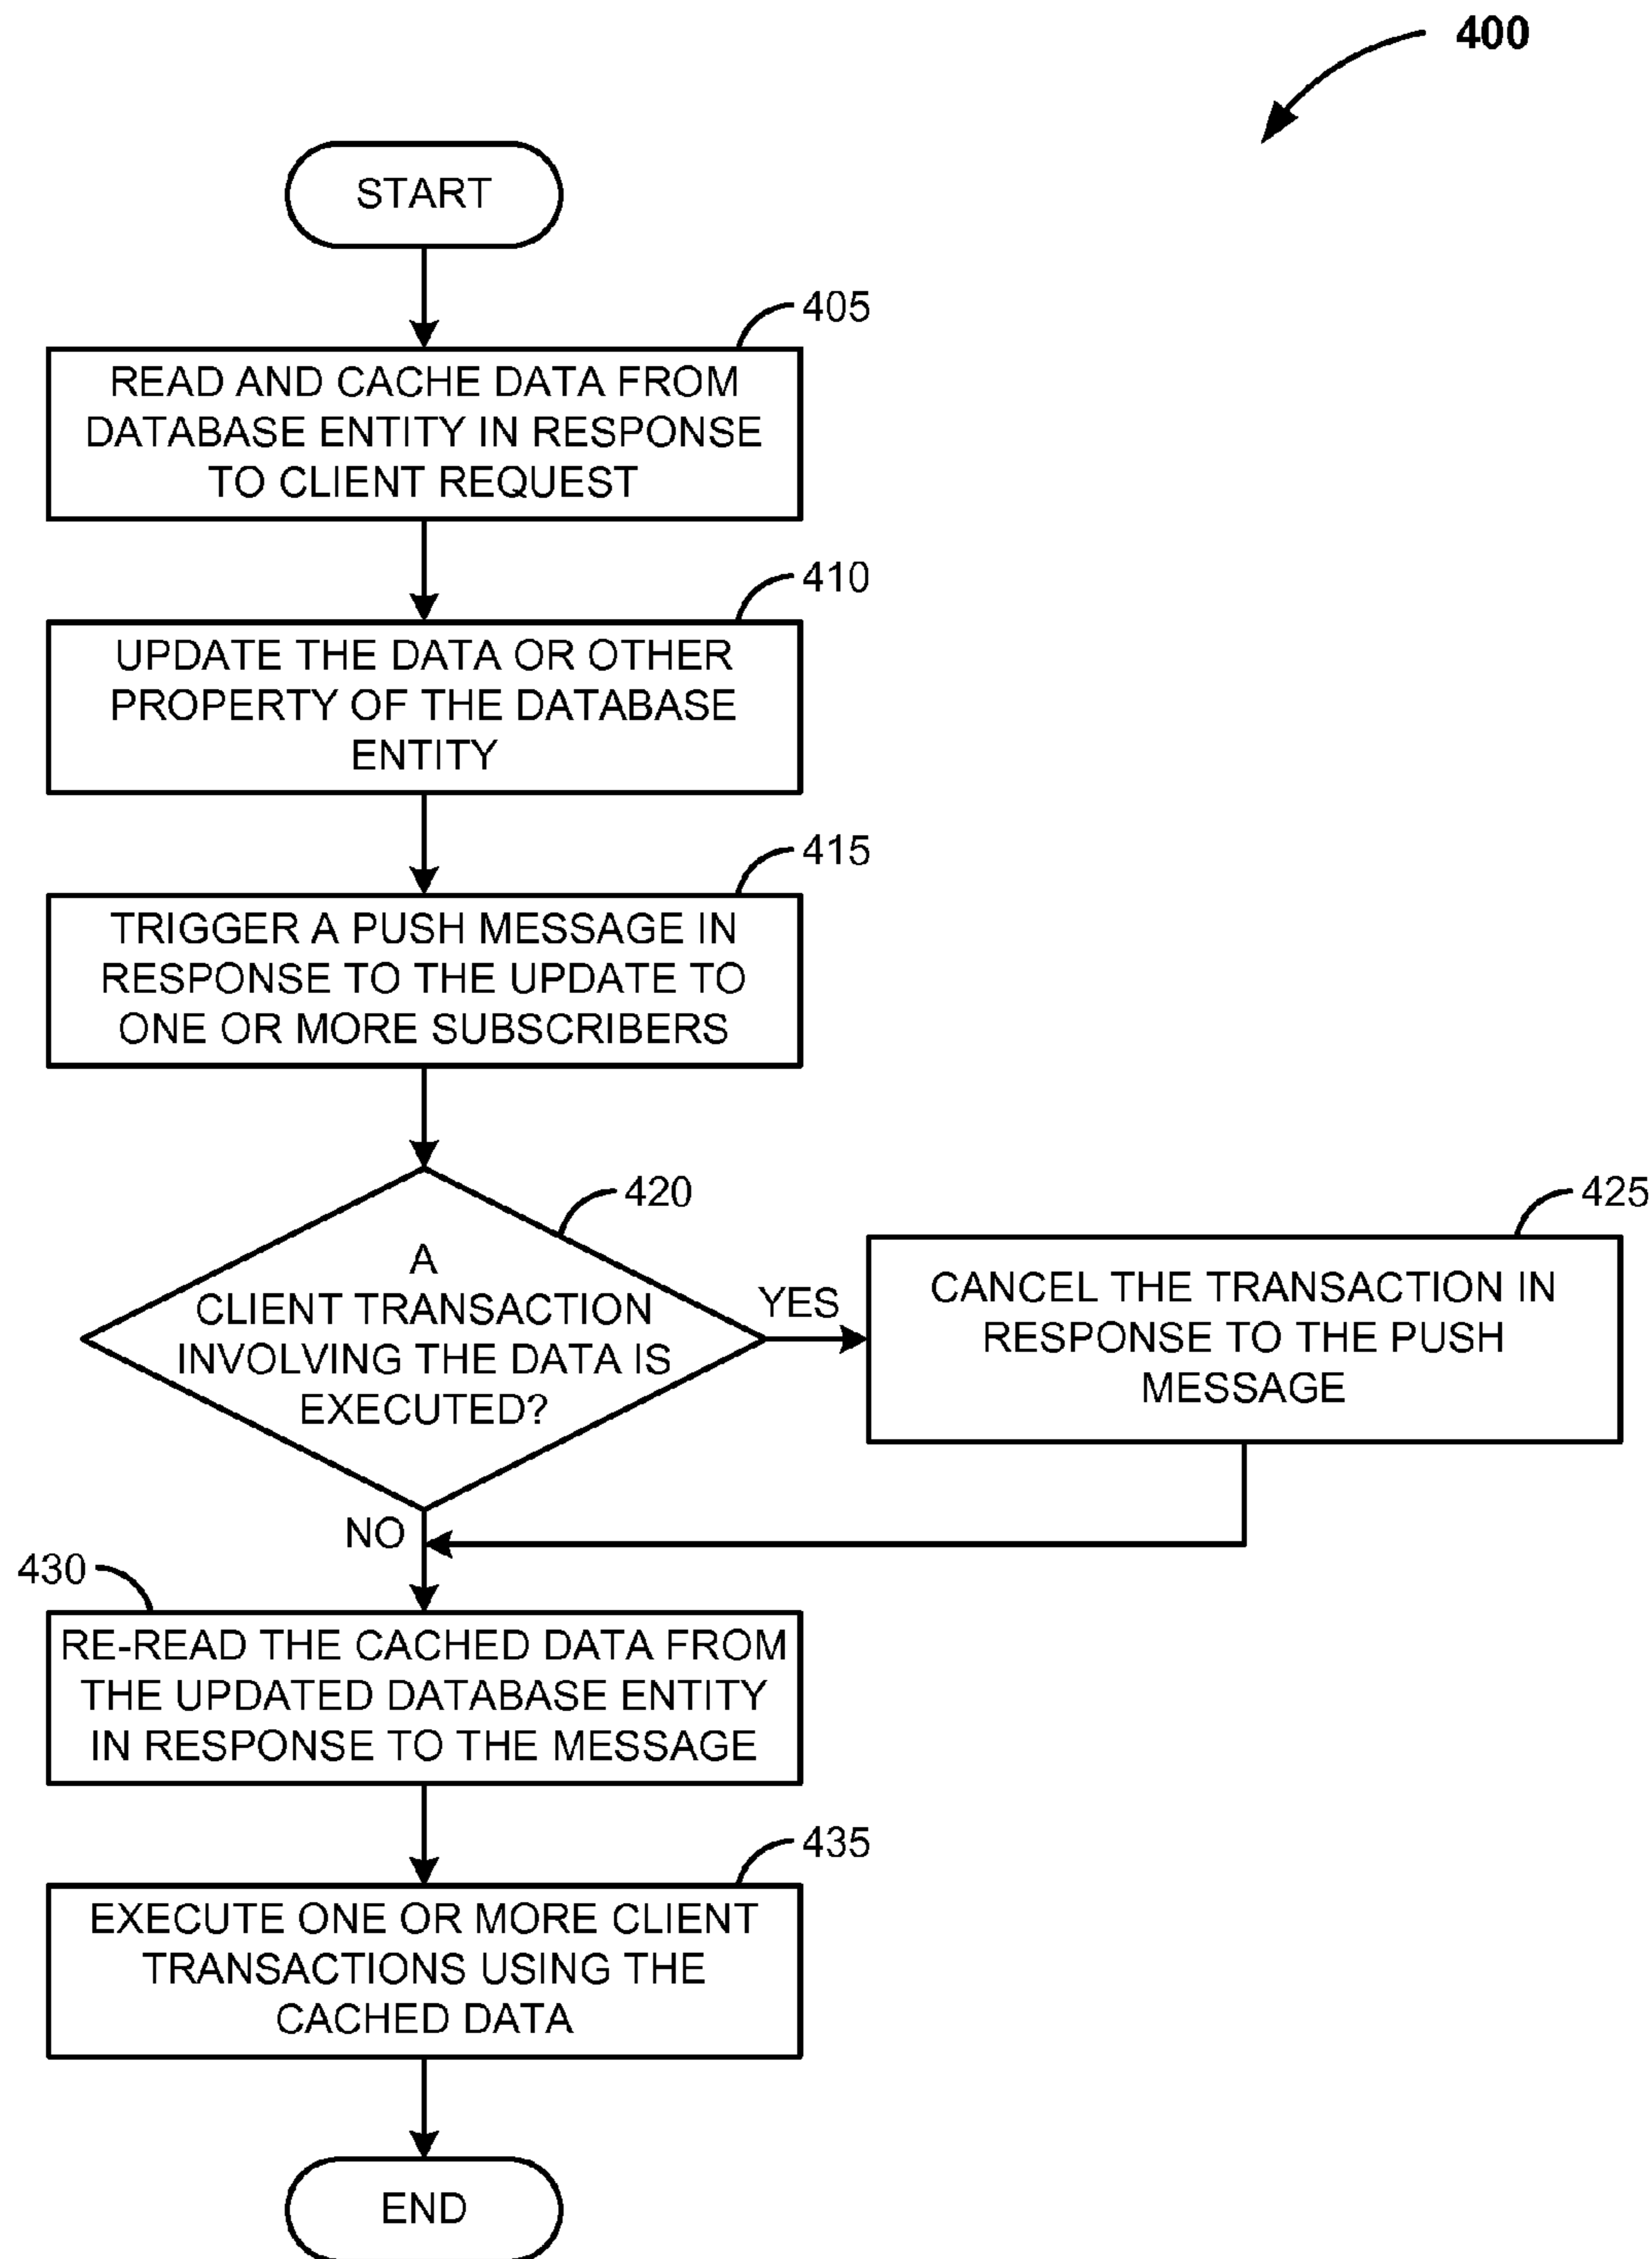 400
START
405
READ AND CACHE DATA FROM
DATABASE ENTITY IN RESPONSE
TO CLIENT REQUEST
410
UPDATE THE DATA OR OTHER
PROPERTY OF THE DATABASE
ENTITY
415
TRIGGER A PUSH MESSAGE IN
RESPONSE TO THE UPDATE TO
ONE OR MORE SUBSCRIBERS
420
A
CLIENT TRANSACTION
INVOLVING THE DATA IS
EXECUTED?
YES
425
CANCEL THE TRANSACTION IN
RESPONSE TO THE PUSH
MESSAGE
NO
430
RE-READ THE CACHED DATA FROM
THE UPDATED DATABASE ENTITY
IN RESPONSE TO THE MESSAGE
435
EXECUTE ONE OR MORE CLIENT
TRANSACTIONS USING THE
CACHED DATA
END